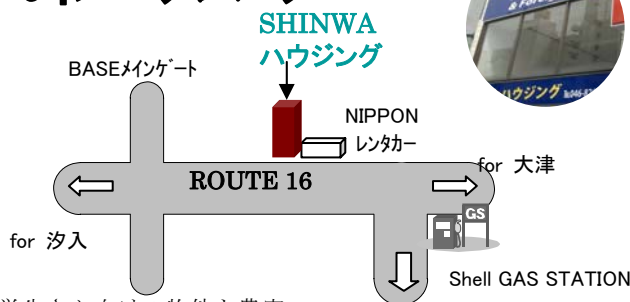 SHINWA
ハウジング
BASEメインゲート
NIPPON
レンタカー
ハウジング
for 大津
ROUTE 16
GS
for 汐入
Shell GAS STATION